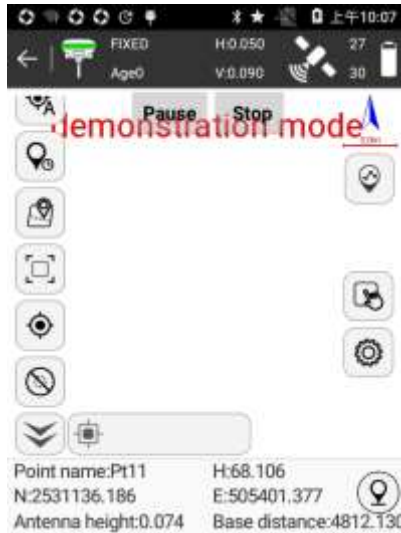 上午10:07
FIXED H:0.050 27
Age0 V:0.090 30
Pause Stop
demonstration mode
Point name:Pt11 H:68.106
N:2531136.186 E:505401.377
Antenna height:0.074 Base distance:4812.130